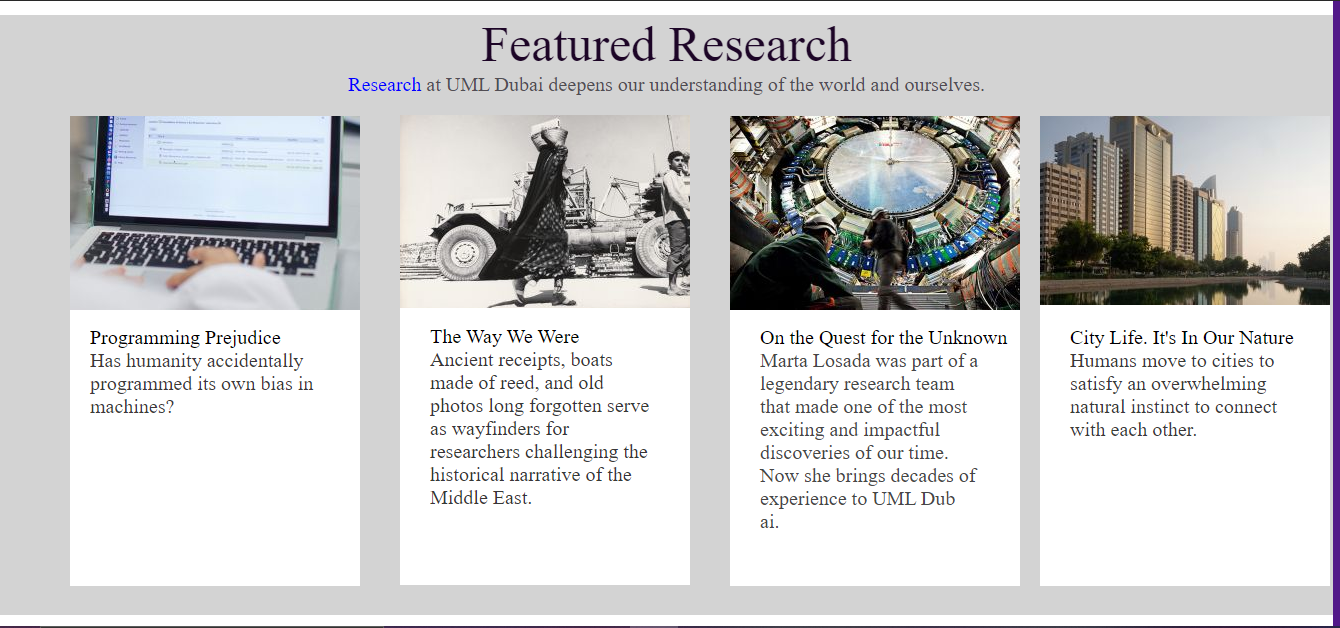 Featured Research
Research at UML Dubai deepens our understanding of the world and ourselves.
Programming Prejudice
Has humanity accidentally
programmed its own bias in
machines?
The Way We Were
Ancient receipts, boats
made of reed, and old
photos long forgotten serve
as wayfinders for
researchers challenging the
historical narrative of the
Middle East.
On the Quest for the Unknown
Marta Losada was part of a
legendary research team
that made one of the most
exciting and impactful
discoveries of our time.
Now she brings decades of
experience to UML Dub
ai.
City Life. It's In Our Nature
Humans move to cities to
satisfy an overwhelming
natural instinct to connect
with each other.